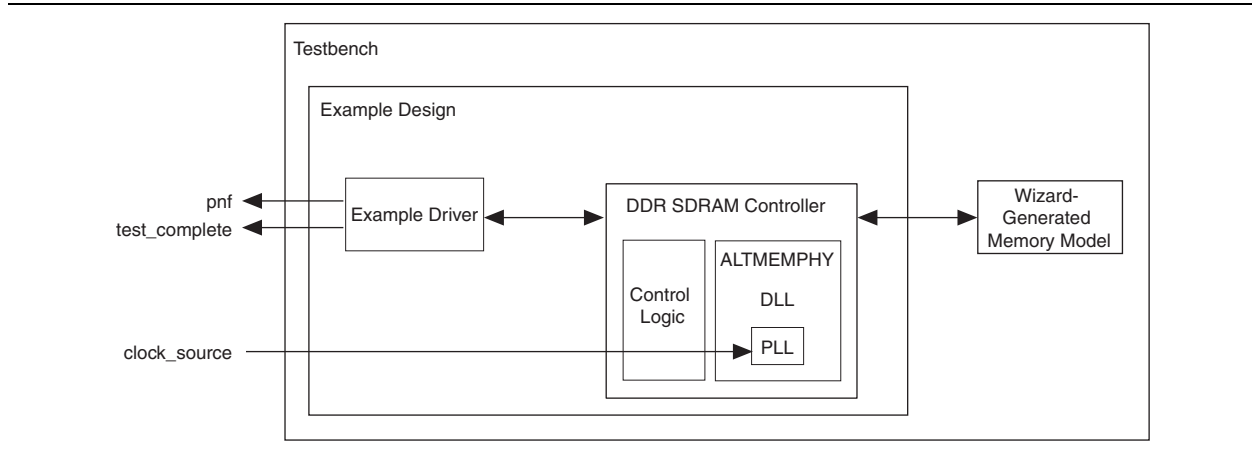 Testbench
Example Design
pnf
test_complete
Example Driver
DDR SDRAM Controller
Wizard-
Generated
Memory Model
ALTMEMPHY
Control
Logic
DLL
PLL
clock_source